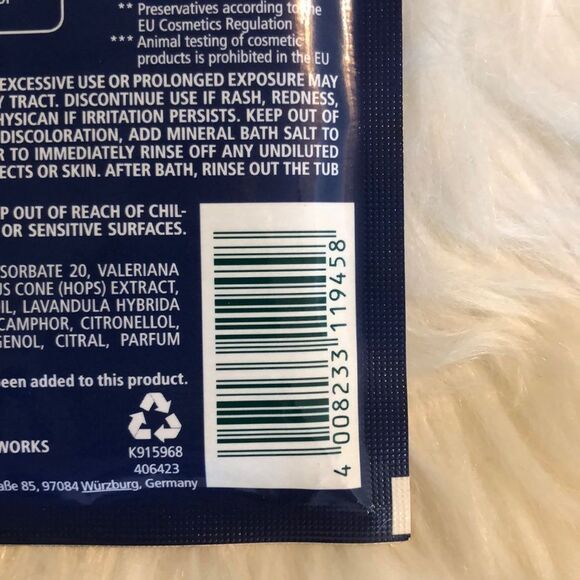 ** Preservatives according to the
EU Cosmetics Regulation
*** Animal testing of cosmetic
products is prohibited in the EU
EXCESSIVE USE OR PROLONGED EXPOSURE MAY
TRACT. DISCONTINUE USE IF RASH, REDNESS,
PHYSICAN IF IRRITATION PERSISTS. KEEP OUT OF
DISCOLORATION, ADD MINERAL BATH SALT TO
TO IMMEDIATELY RINSE OFF ANY UNDILUTED
OR SKIN. AFTER BATH, RINSE OUT THE TUB
OUT OF REACH OF CHIL-
OR SENSITIVE SURFACES.
SORBATE 20, VALERIANA
CONE (HOPS) EXTRACT,
LAVANDULA HYBRIDA
CAMPHOR, CITRONELLOL,
CITRAL, PARFUM
been added to this product.
WORKS
K915968
406423
85, 97084 Würzburg, Germany
4 008233 119458